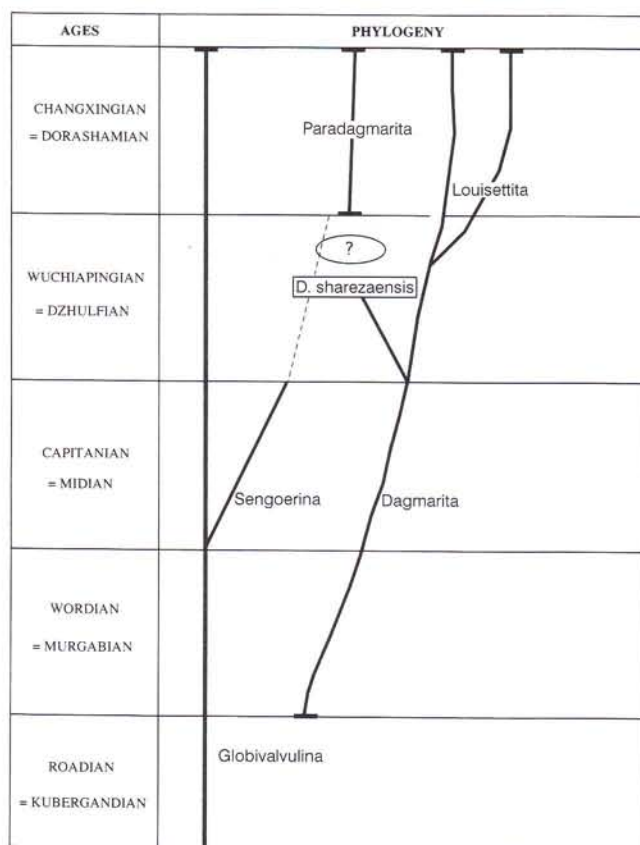 AGES
PHYLOGENY
CHANGXINGIAN
= DORASHAMIAN
Paradagmarita
Louisettita
?
D. sharezaensis
WUCHIAPINGIAN
= DZHULFIAN
CAPITANIAN
= MIDIAN
Sengoerina
Dagmarita
WORDIAN
= MURGABIAN
Globivalvulina
ROADIAN
= KUBERGANDIAN